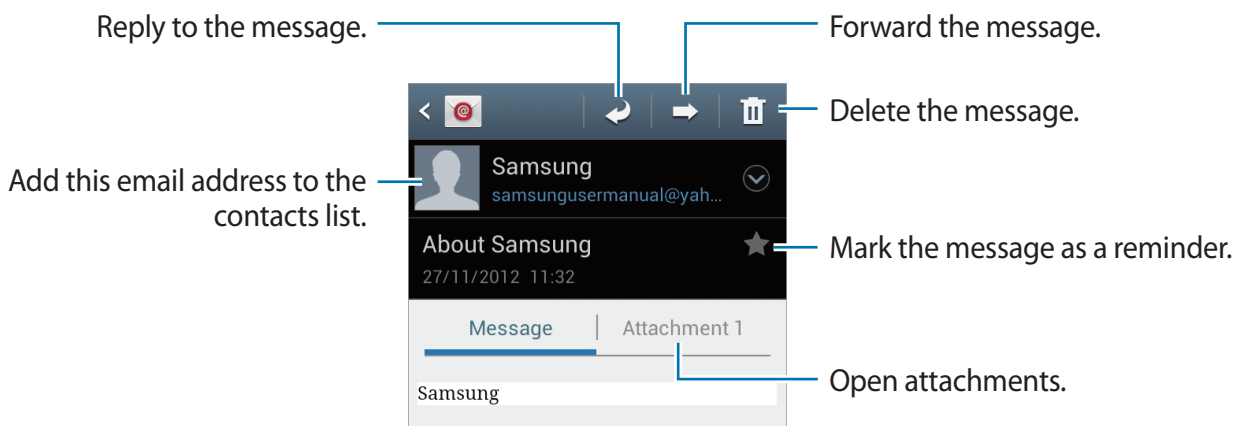 Reply to the message.
Forward the message.
Delete the message.
Samsung
samsungusermanual@yah...
Add this email address to the
contacts list.
About Samsung
27/11/2012 11:32
Mark the message as a reminder.
Message
Attachment 1
Open attachments.
Samsung